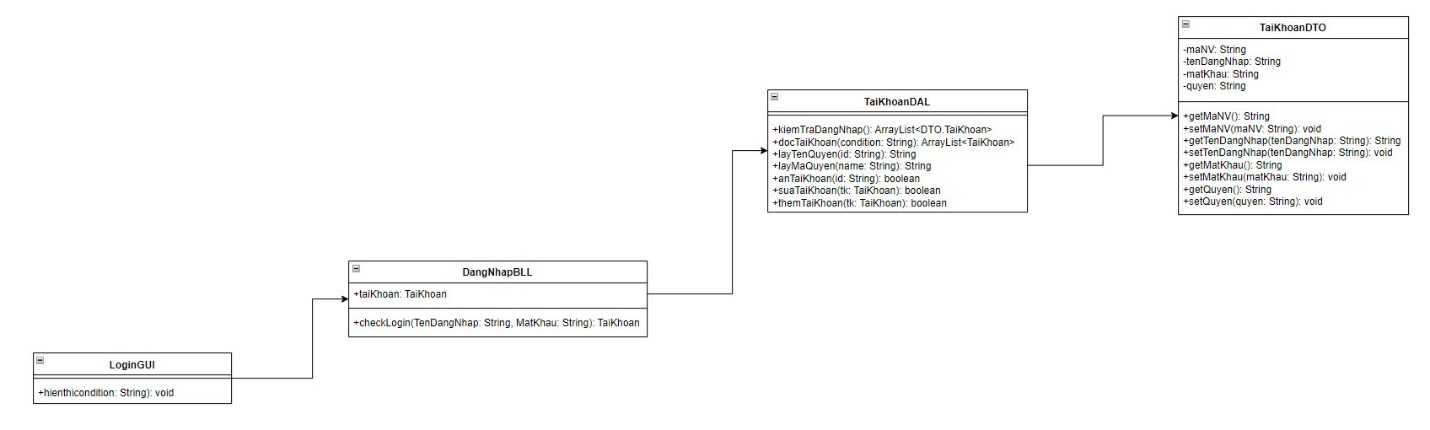 LoginGUI
+hienthicondition: String): void
DangNhapBLL
+taiKhoan: TaiKhoan
+checkLogin(TenDangNhap: String, MatKhau: String): TaiKhoan
TaiKhoanDAL
+kiemTraDangNhap(): ArrayList<DTO.TaiKhoan>
+docTaiKhoan(condition: String): ArrayList<TaiKhoan>
+layTenQuyen(id: String): String
+layMaQuyen(name: String): String
+anTaiKhoan(id: String): boolean
+suaTaiKhoan(tk: TaiKhoan): boolean
+themTaiKhoan(tk: TaiKhoan): boolean
TaiKhoanDTO
-maNV: String
-tenDangNhap: String
-matKhau: String
-quyen: String
+getMaNV(): String
+setMaNV(maNV: String): void
+getTenDangNhap(tenDangNhap: String): String
+setTenDangNhap(tenDangNhap: String): void
+getMatKhau(): String
+setMatKhau(matKhau: String): void
+getQuyen(): String
+setQuyen(quyen: String): void